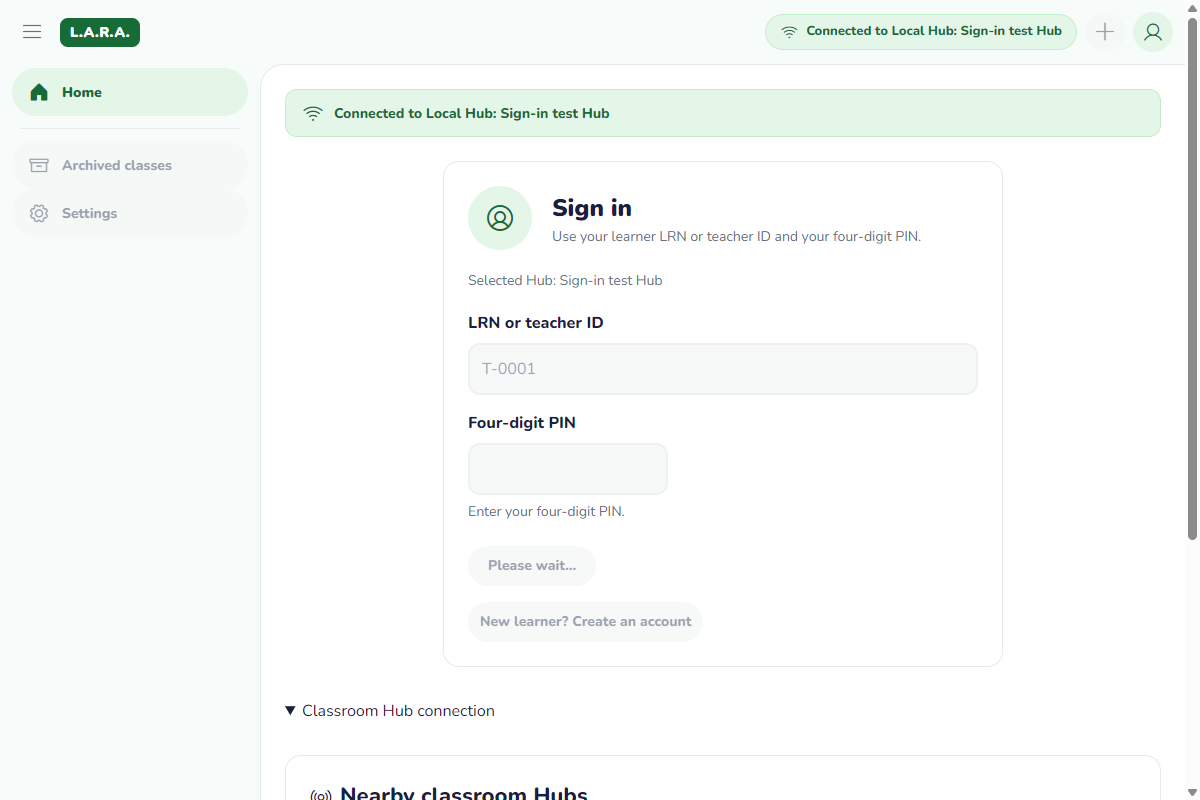 L.A.R.A.
Connected to Local Hub: Sign-in test Hub
Home
Archived classes
Settings
Connected to Local Hub: Sign-in test Hub
Sign in
Use your learner LRN or teacher ID and your four-digit PIN.
Selected Hub: Sign-in test Hub
LRN or teacher ID
T-0001
Four-digit PIN
Enter your four-digit PIN.
Please wait...
New learner? Create an account
Classroom Hub connection
Nearby classroom Hubs